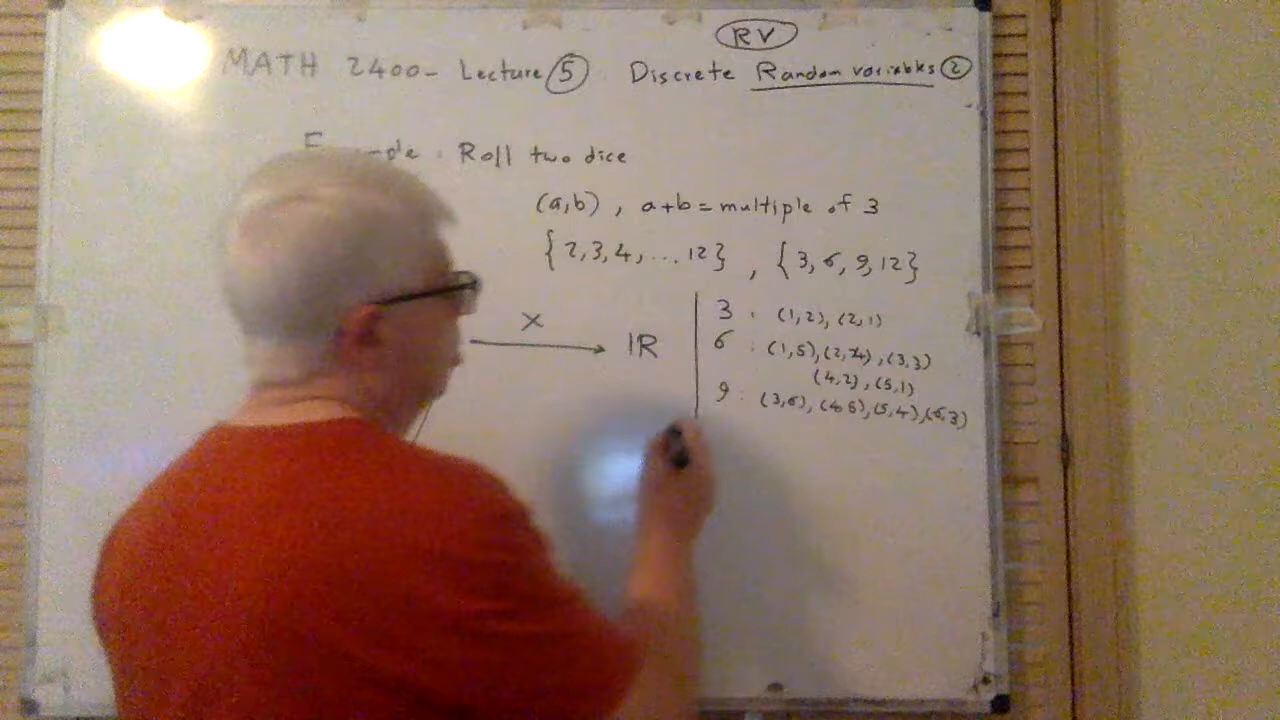 RV
MATH 2400- Lecture 5 Discrete Random variables 2
Example : Roll two dice
(a,b) , a+b = multiple of 3
{2,3,4,...12} , {3,6,9,12}
X
IR
3 : (1,2), (2,1)
6 : (1,5), (2,4), (3,3)
(4,2), (5,1)
9 : (3,6), (4,5), (5,4), (6,3)